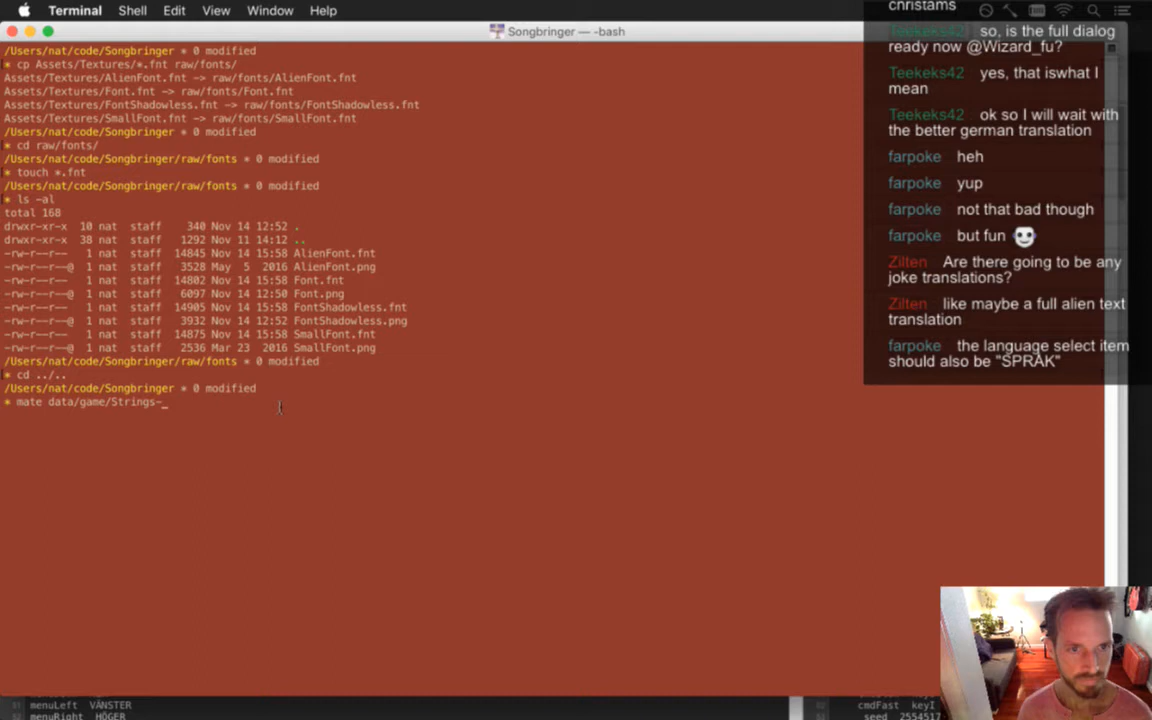 Terminal Shell Edit View Window Help
Songbringer — -bash
/Users/nat/code/Songbringer * 0 modified
* cp Assets/Textures/*.fnt raw/fonts/
Assets/Textures/AlienFont.fnt -> raw/fonts/AlienFont.fnt
Assets/Textures/Font.fnt -> raw/fonts/Font.fnt
Assets/Textures/FontShadowless.fnt -> raw/fonts/FontShadowless.fnt
Assets/Textures/SmallFont.fnt -> raw/fonts/SmallFont.fnt
/Users/nat/code/Songbringer * 0 modified
* cd raw/fonts/
/Users/nat/code/Songbringer/raw/fonts * 0 modified
* touch *.fnt
/Users/nat/code/Songbringer/raw/fonts * 0 modified
* ls -al
total 168
drwxr-xr-x 10 nat staff 340 Nov 14 12:52 .
drwxr-xr-x 38 nat staff 1292 Nov 11 14:12 ..
-rw-r--r-- 1 nat staff 14845 Nov 14 15:58 AlienFont.fnt
-rw-r--r--@ 1 nat staff 3528 May 5 2016 AlienFont.png
-rw-r--r-- 1 nat staff 14802 Nov 14 15:58 Font.fnt
-rw-r--r--@ 1 nat staff 6097 Nov 14 12:50 Font.png
-rw-r--r-- 1 nat staff 14905 Nov 14 15:58 FontShadowless.fnt
-rw-r--r--@ 1 nat staff 3932 Nov 14 12:52 FontShadowless.png
-rw-r--r-- 1 nat staff 14875 Nov 14 15:58 SmallFont.fnt
-rw-r--r--@ 1 nat staff 2536 Mar 23 2016 SmallFont.png
/Users/nat/code/Songbringer/raw/fonts * 0 modified
* cd ../..
/Users/nat/code/Songbringer * 0 modified
* mate data/game/Strings-_
christams
Teekeks42 so, is the full dialog
ready now @Wizard_fu?
Teekeks42 yes, that iswhat I
mean
Teekeks42 ok so I will wait with
the better german translation
farpoke heh
farpoke yup
farpoke not that bad though
farpoke but fun
Zilten Are there going to be any
joke translations?
Zilten like maybe a full alien text
translation
farpoke the language select item
should also be "SPRÅK"
51 menuLeft VÄNSTER
52 menuRight HÖGER
cmdFast keyI
seed 2554517